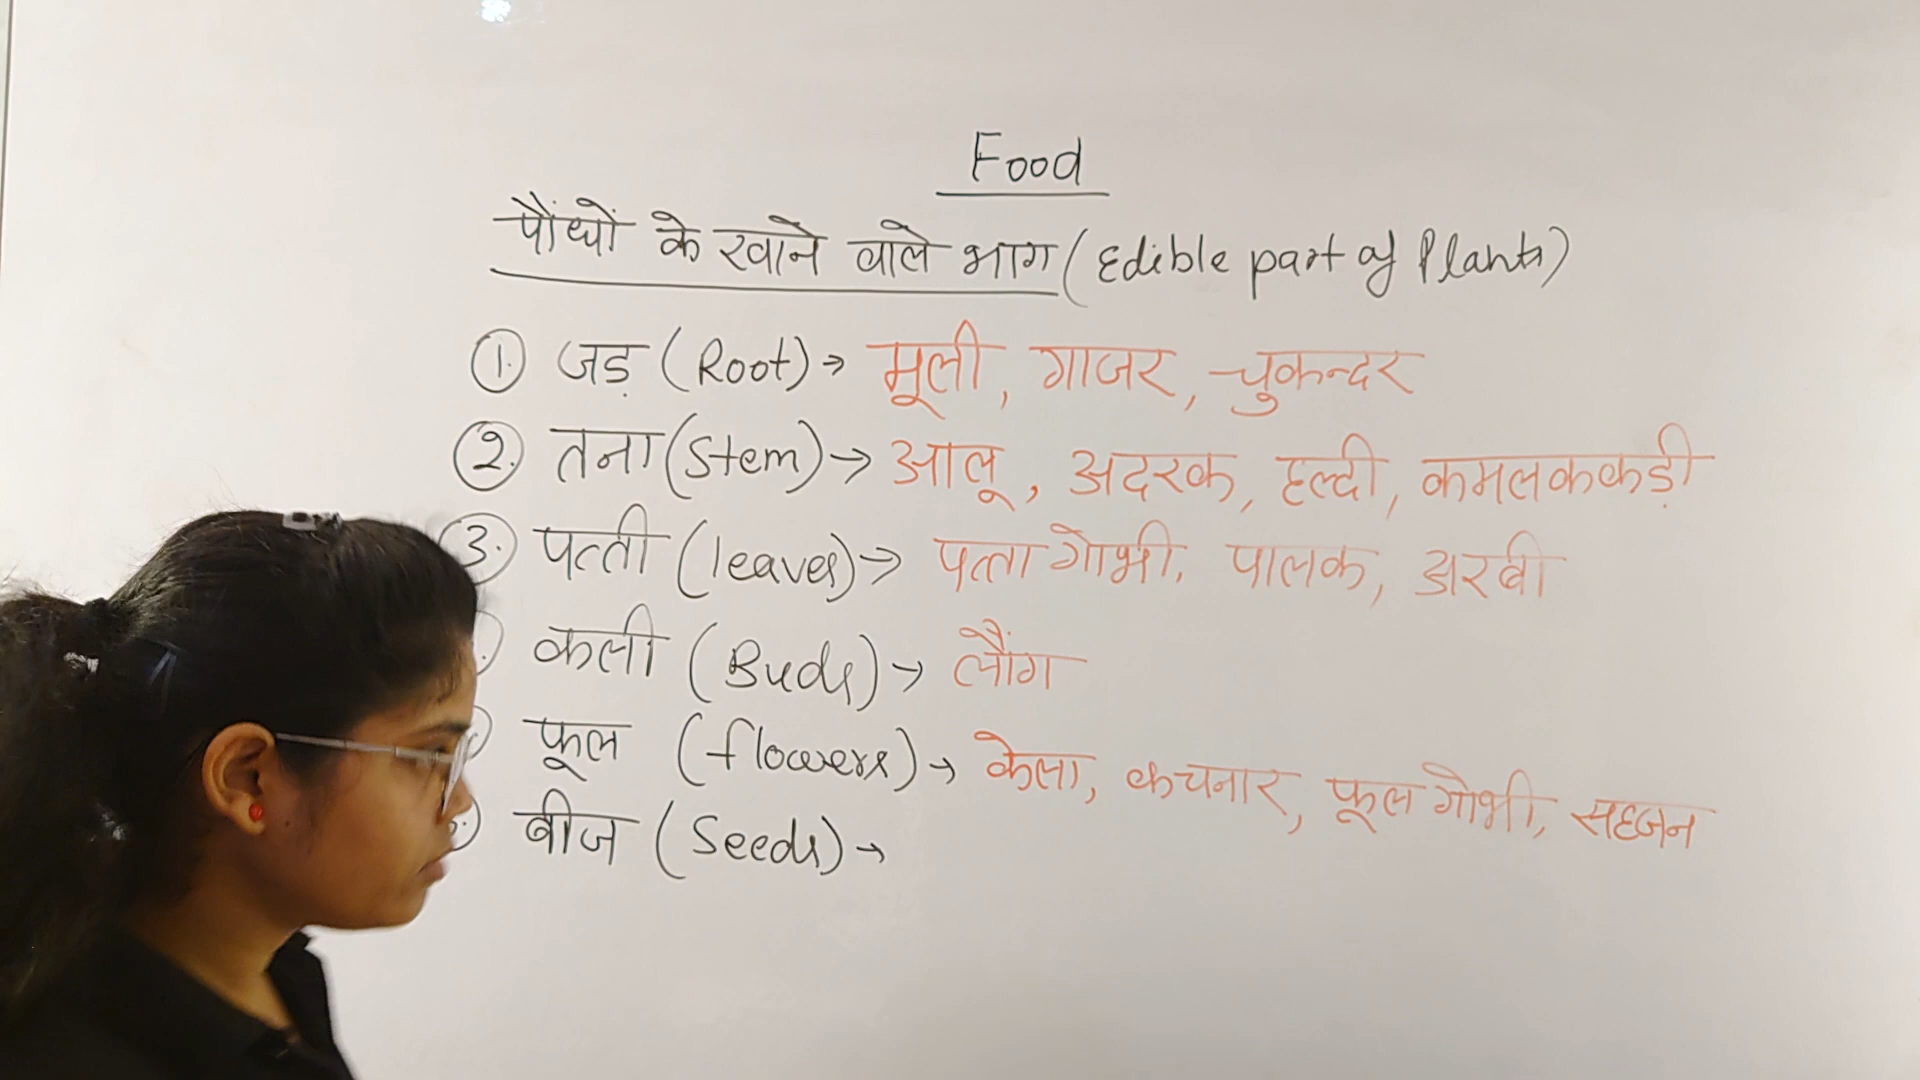 Food
पौंधों के खाने वाले भाग (Edible part of Plants)
1. जड़ (Root) → मूली, गाजर, चुकन्दर
2. तना (Stem) → आलू, अदरक, हल्दी, कमलककड़ी
3. पत्ती (leaves) → पत्ता गोभी, पालक, अरबी
कली (Buds) → लौंग
फूल (flowers) → केला, कचनार, फूल गोभी, सहजन
बीज (Seeds) →